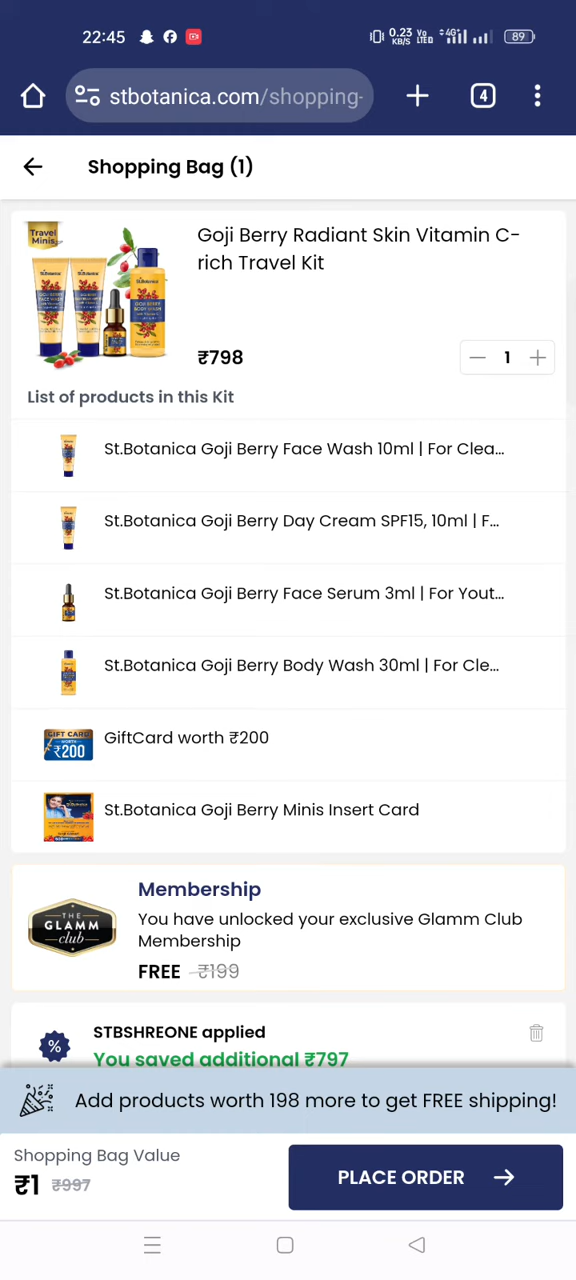 22:45
0.23 KB/S
Vo LTED
4G
89
stbotanica.com/shopping-
4
Shopping Bag (1)
Travel Minis
Goji Berry Radiant Skin Vitamin C-
rich Travel Kit
₹798
1
List of products in this Kit
St.Botanica Goji Berry Face Wash 10ml | For Clea...
St.Botanica Goji Berry Day Cream SPF15, 10ml | F...
St.Botanica Goji Berry Face Serum 3ml | For Yout...
St.Botanica Goji Berry Body Wash 30ml | For Cle...
GIFT CARD
₹200
GiftCard worth ₹200
St.Botanica Goji Berry Minis Insert Card
THE
GLAMM
club
Membership
You have unlocked your exclusive Glamm Club
Membership
FREE ₹199
%
STBSHREONE applied
You saved additional ₹797
Add products worth 198 more to get FREE shipping!
Shopping Bag Value
₹1 ₹997
PLACE ORDER